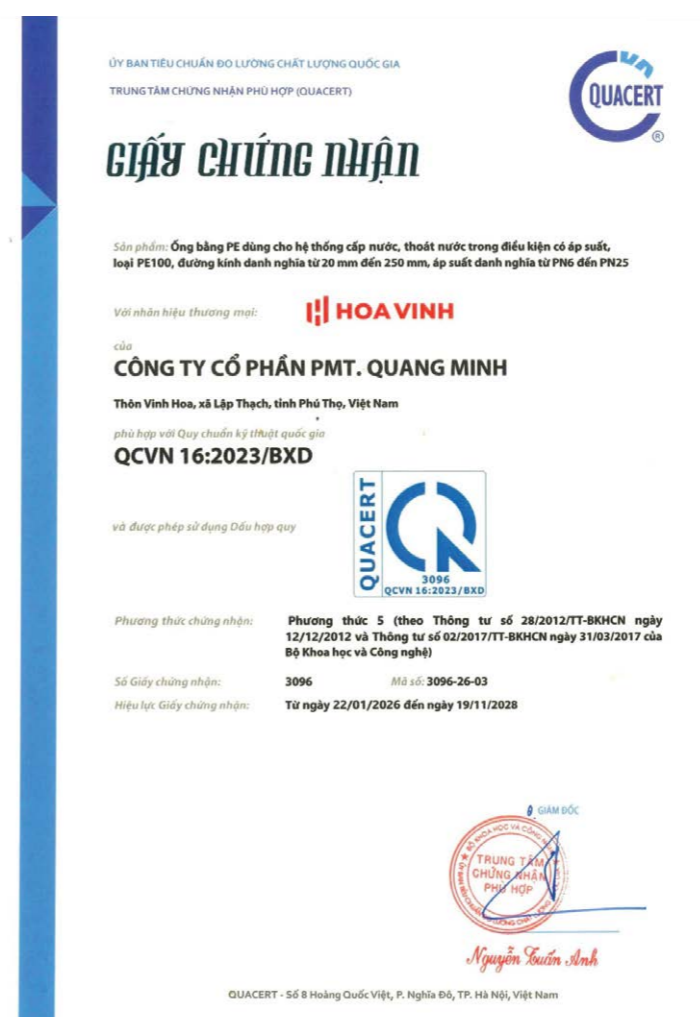 ỦY BAN TIÊU CHUẨN ĐO LƯỜNG CHẤT LƯỢNG QUỐC GIA
TRUNG TÂM CHỨNG NHẬN PHÙ HỢP (QUACERT)
QUACERT
®
GIẤY CHỨNG NHẬN
Sản phẩm: Ống bằng PE dùng cho hệ thống cấp nước, thoát nước trong điều kiện có áp suất,
loại PE100, đường kính danh nghĩa từ 20 mm đến 250 mm, áp suất danh nghĩa từ PN6 đến PN25
Với nhãn hiệu thương mại: HOA VINH
của
CÔNG TY CỔ PHẦN PMT. QUANG MINH
Thôn Vinh Hoa, xã Lập Thạch, tỉnh Phú Thọ, Việt Nam
phù hợp với Quy chuẩn kỹ thuật quốc gia
QCVN 16:2023/BXD
và được phép sử dụng Dấu hợp quy
QUACERT
3096
QCVN 16:2023/BXD
Phương thức chứng nhận: Phương thức 5 (theo Thông tư số 28/2012/TT-BKHCN ngày
12/12/2012 và Thông tư số 02/2017/TT-BKHCN ngày 31/03/2017 của
Bộ Khoa học và Công nghệ)
Số Giấy chứng nhận: 3096 Mã số: 3096-26-03
Hiệu lực Giấy chứng nhận: Từ ngày 22/01/2026 đến ngày 19/11/2028
GIÁM ĐỐC
BỘ KHOA HỌC VÀ CÔNG
TRUNG TÂM
CHỨNG NHẬN
PHÙ HỢP
Nguyễn Tuấn Anh
QUACERT - Số 8 Hoàng Quốc Việt, P. Nghĩa Đô, TP. Hà Nội, Việt Nam